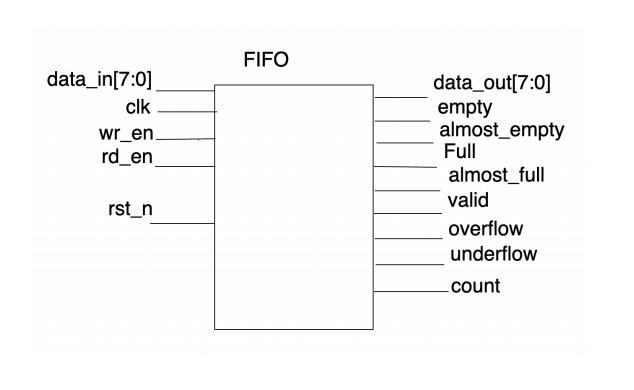 FIFO
data_in[7:0]
clk
wr_en
rd_en
rst_n
data_out[7:0]
empty
almost_empty
Full
almost_full
valid
overflow
underflow
count